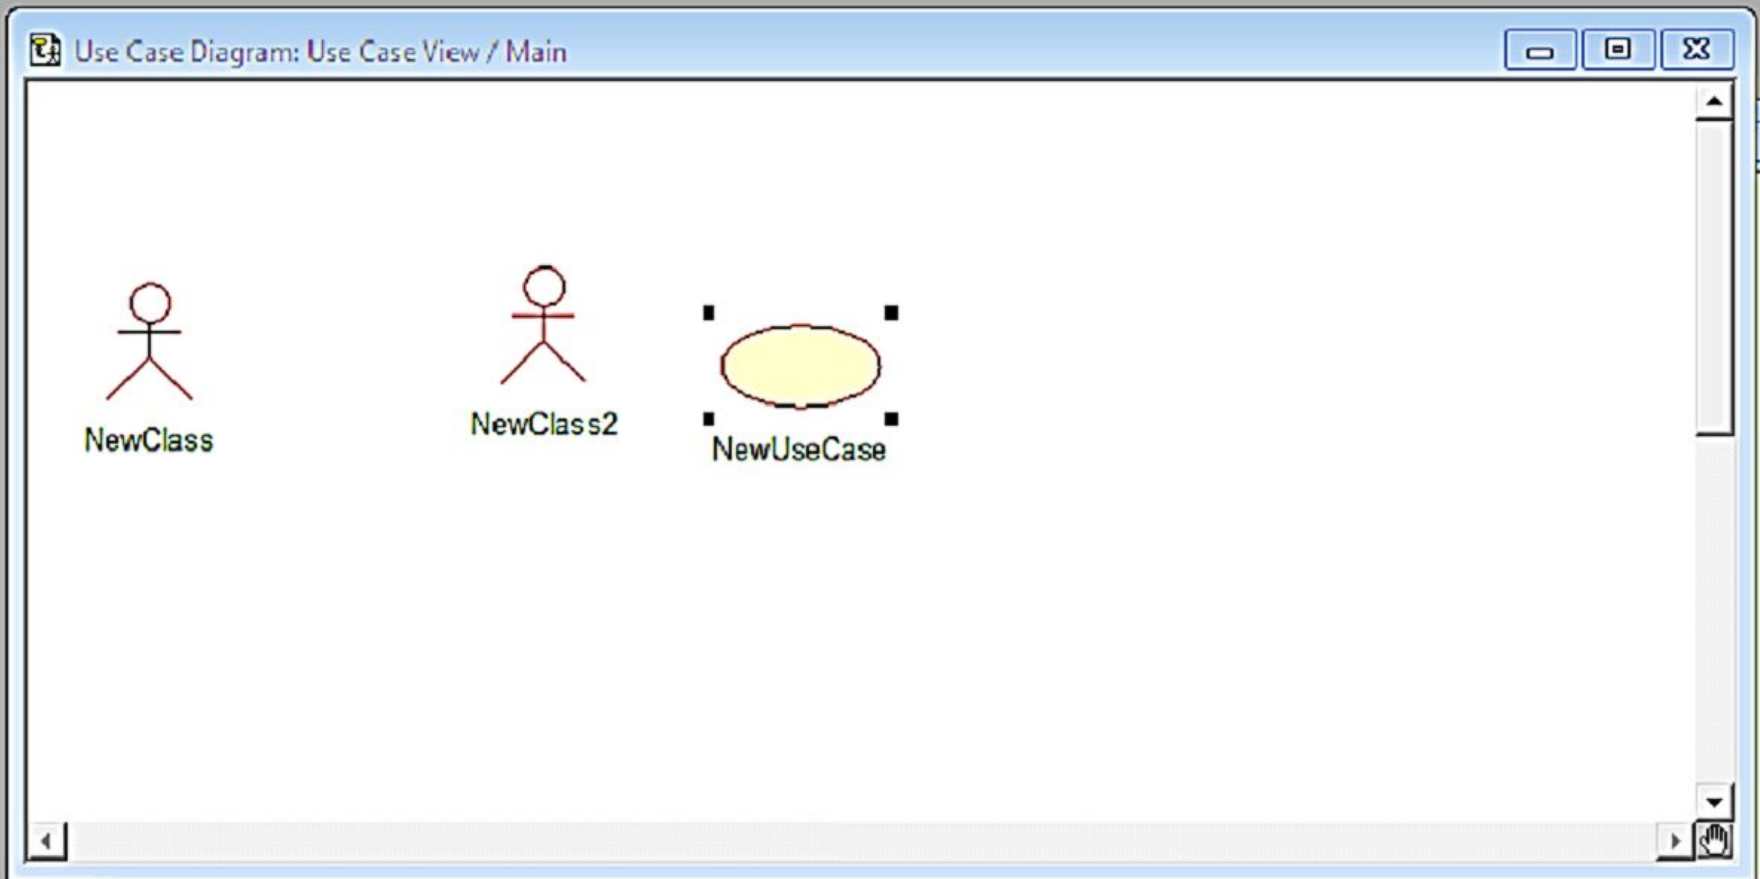 Use Case Diagram: Use Case View / Main
NewClass
NewClass2
NewUseCase